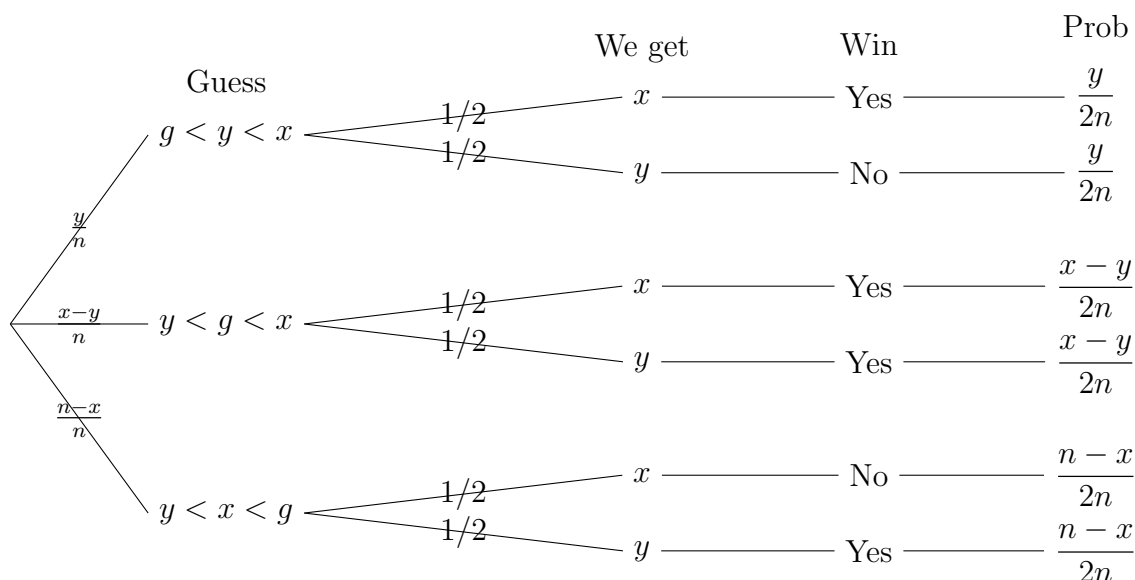 Prob
We get Win
Guess
g < y < x 1/2 x Yes y/2n
1/2 y No y/2n
y/n
y < g < x 1/2 x Yes x − y/2n
x−y/n
1/2 y Yes x − y/2n
n−x/n
y < x < g 1/2 x No n − x/2n
1/2 y Yes n − x/2n